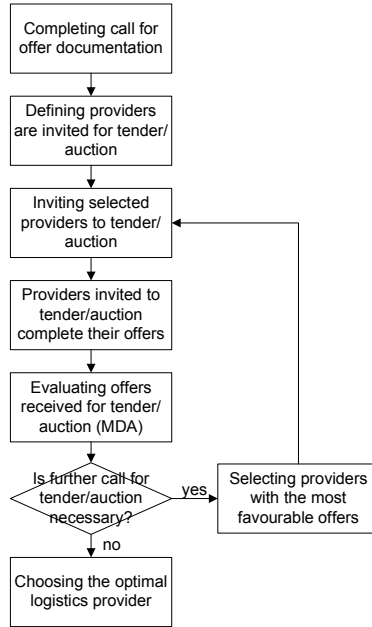 Completing call for
offer documentation
Defining providers
are invited for tender/
auction
Inviting selected
providers to tender/
auction
Providers invited to
tender/auction
complete their offers
Evaluating offers
received for tender/
auction (MDA)
Is further call for
tender/auction
necessary?
yes
Selecting providers
with the most
favourable offers
no
Choosing the optimal
logistics provider